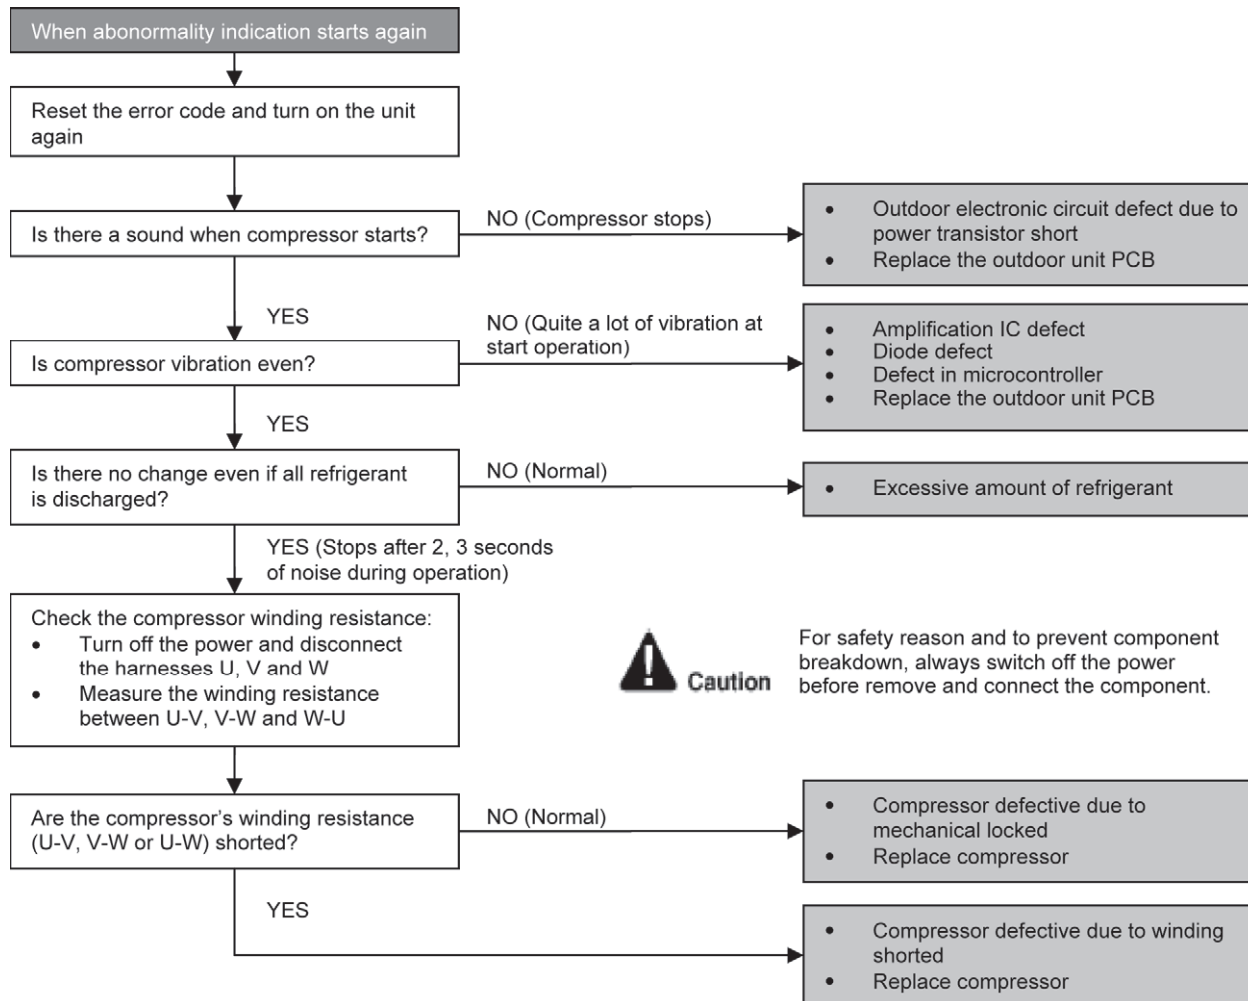 When abonormality indication starts again
Reset the error code and turn on the unit
again
Is there a sound when compressor starts?
NO (Compressor stops)
• Outdoor electronic circuit defect due to
power transistor short
• Replace the outdoor unit PCB
YES
Is compressor vibration even?
NO (Quite a lot of vibration at
start operation)
• Amplification IC defect
• Diode defect
• Defect in microcontroller
• Replace the outdoor unit PCB
YES
Is there no change even if all refrigerant
is discharged?
NO (Normal)
• Excessive amount of refrigerant
YES (Stops after 2, 3 seconds
of noise during operation)
Check the compressor winding resistance:
• Turn off the power and disconnect
the harnesses U, V and W
• Measure the winding resistance
between U-V, V-W and W-U
Caution
For safety reason and to prevent component
breakdown, always switch off the power
before remove and connect the component.
Are the compressor's winding resistance
(U-V, V-W or U-W) shorted?
NO (Normal)
• Compressor defective due to
mechanical locked
• Replace compressor
YES
• Compressor defective due to winding
shorted
• Replace compressor